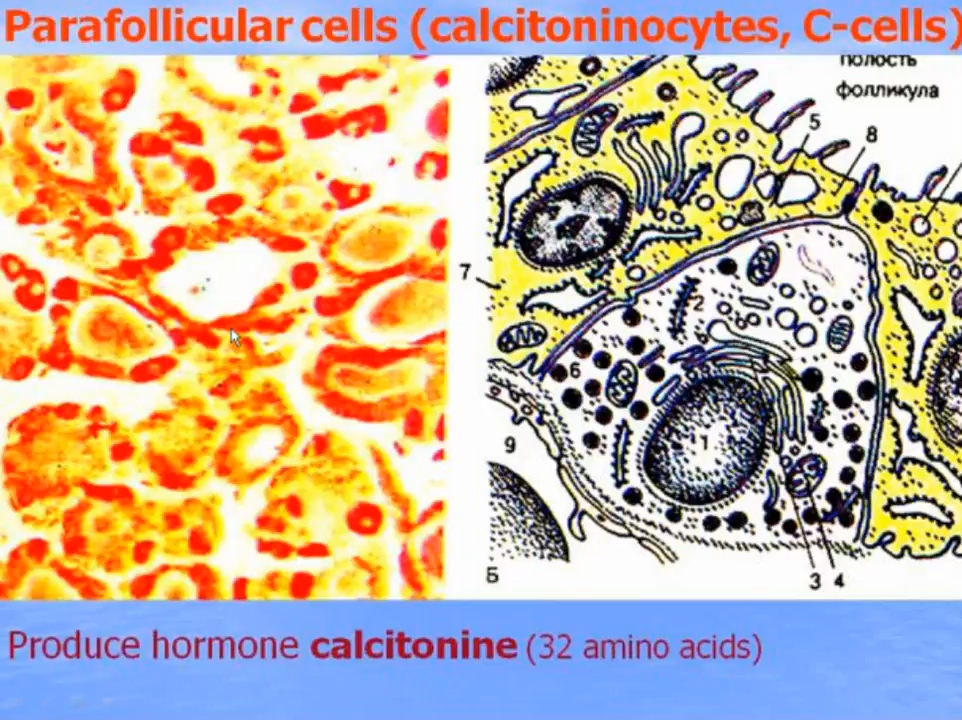 Parafollicular cells (calcitoninocytes, C-cells)
полость
фолликула
5
8
7
2
6
1
9
Б
3 4
Produce hormone calcitonine (32 amino acids)